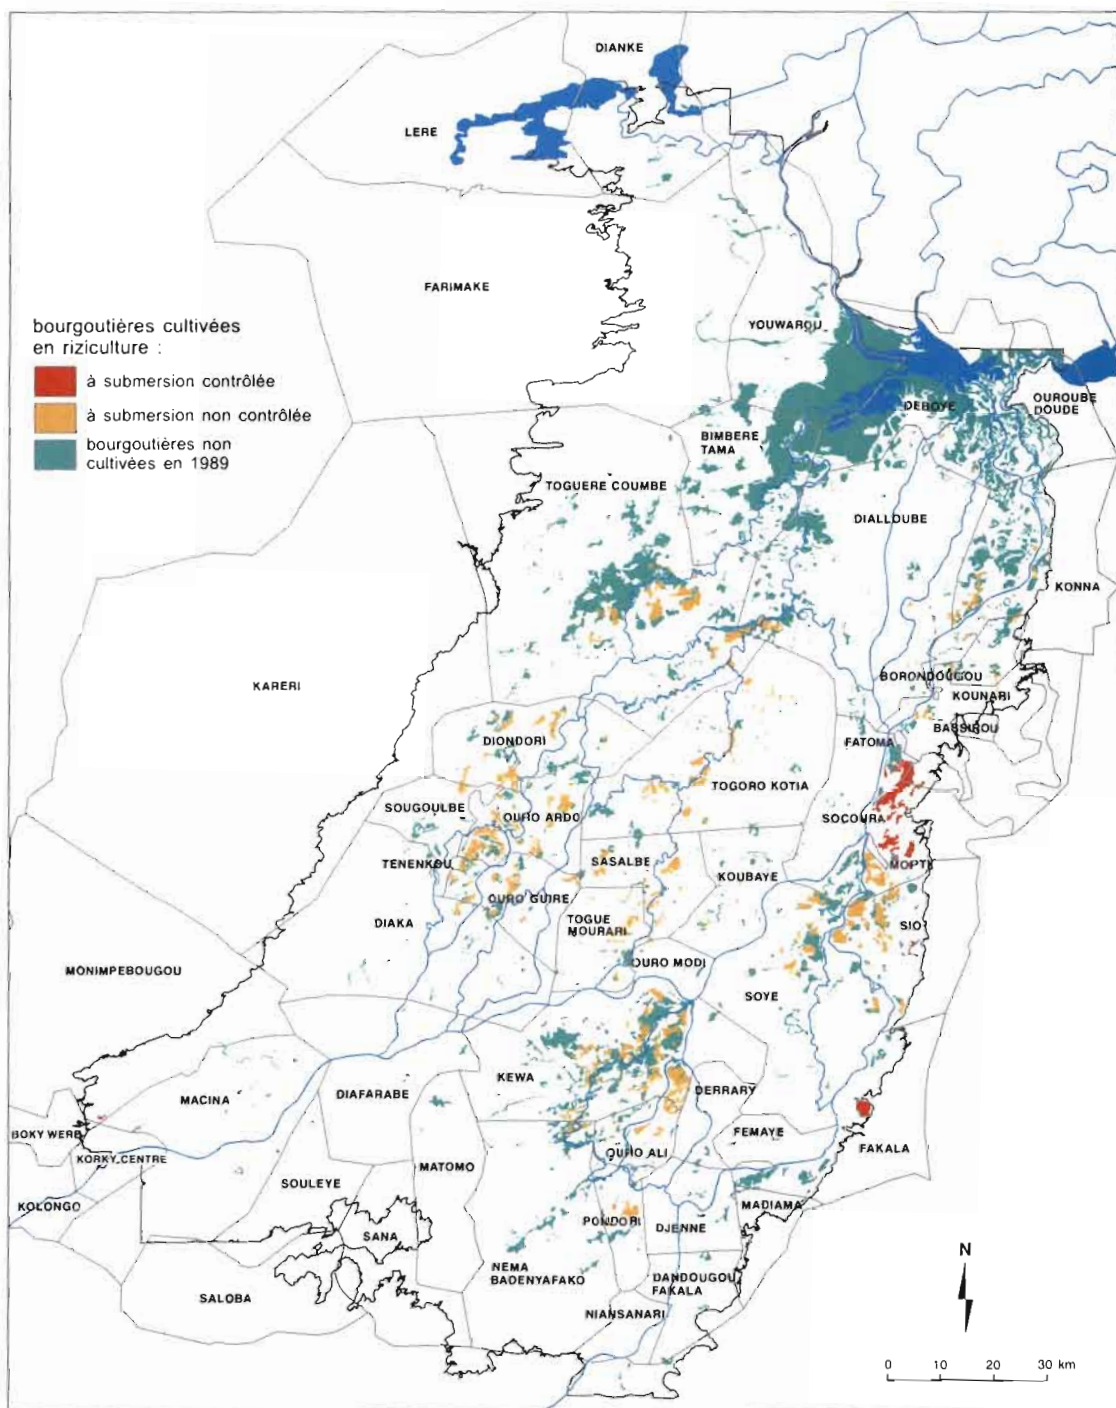 DIANKE
LERE
FARIMAKE
YOUWAROU
bourgoutières cultivées
en riziculture :
à submersion contrôlée
à submersion non contrôlée
bourgoutières non
cultivées en 1989
DEBOYE
OUROUBE
DOUDE
BIMBERE
TAMA
TOGUERE COUMBE
DIALLOUBE
KONNA
KARERI
BORONDOUGOU
KOUNARI
BASSIROU
DIONDORI
FATOMA
TOGORO KOTIA
SOUGOULBE
OURO ARDO
SOCOURA
TENENKOU
SASALBE
MOPTI
KOUBAYE
OURO GUIRE
DIAKA
TOGUE
MOURARI
SIO
MONIMPEBOUGOU
OURO MODI
SOYE
KEWA
MACINA
DIAFARABE
DERRARY
BOKY WERE
FEMAYE
FAKALA
KORKY CENTRE
OURO ALI
MATOMO
SOULEYE
KOLONGO
MADIAMA
PONDORI
DJENNE
SANA
NEMA
BADENYAFAKO
DANDOUGOU
FAKALA
SALOBA
NIANSANARI
N
0 10 20 30 km